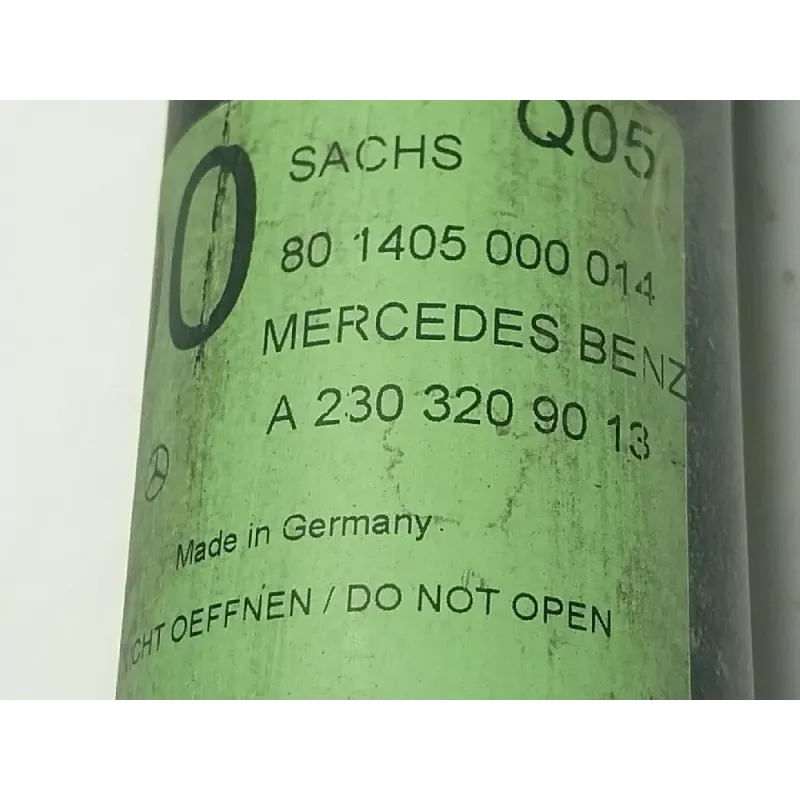 Q05
SACHS
80 1405 000 014
MERCEDES BENZ
A 230 320 90 13
Made in Germany
OEFFNEN / DO NOT OPEN